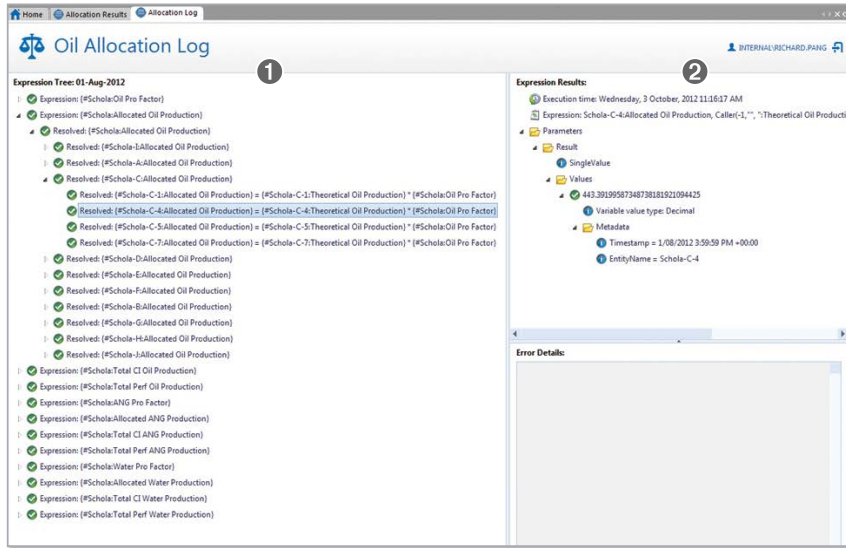 Home Allocation Results Allocation Log
Oil Allocation Log
INTERNAL\RICHARD.PANG
1
2
Expression Tree: 01-Aug-2012
Expression: {#Schola:Oil Pro Factor}
Expression: {#Schola:Allocated Oil Production}
Resolved: {#Schola:Allocated Oil Production}
Resolved: {#Schola-I:Allocated Oil Production}
Resolved: {#Schola-A:Allocated Oil Production}
Resolved: {#Schola-C:Allocated Oil Production}
Resolved: {#Schola-C-1:Allocated Oil Production} = {#Schola-C-1:Theoretical Oil Production} * {#Schola:Oil Pro Factor}
Resolved: {#Schola-C-4:Allocated Oil Production} = {#Schola-C-4:Theoretical Oil Production} * {#Schola:Oil Pro Factor}
Resolved: {#Schola-C-5:Allocated Oil Production} = {#Schola-C-5:Theoretical Oil Production} * {#Schola:Oil Pro Factor}
Resolved: {#Schola-C-7:Allocated Oil Production} = {#Schola-C-7:Theoretical Oil Production} * {#Schola:Oil Pro Factor}
Resolved: {#Schola-D:Allocated Oil Production}
Resolved: {#Schola-E:Allocated Oil Production}
Resolved: {#Schola-F:Allocated Oil Production}
Resolved: {#Schola-B:Allocated Oil Production}
Resolved: {#Schola-G:Allocated Oil Production}
Resolved: {#Schola-H:Allocated Oil Production}
Resolved: {#Schola-J:Allocated Oil Production}
Expression: {#Schola:Total CI Oil Production}
Expression: {#Schola:Total Perf Oil Production}
Expression: {#Schola:ANG Pro Factor}
Expression: {#Schola:Allocated ANG Production}
Expression: {#Schola:Total CI ANG Production}
Expression: {#Schola:Total Perf ANG Production}
Expression: {#Schola:Water Pro Factor}
Expression: {#Schola:Allocated Water Production}
Expression: {#Schola:Total CI Water Production}
Expression: {#Schola:Total Perf Water Production}
Expression Results:
Execution time: Wednesday, 3 October, 2012 11:16:17 AM
Expression: Schola-C-4:Allocated Oil Production, Caller(-1,"", ":Theoretical Oil Producti
Parameters
Result
SingleValue
Values
443.39199587348738181921094425
Variable value type: Decimal
Metadata
Timestamp = 1/08/2012 3:59:59 PM +00:00
EntityName = Schola-C-4
Error Details: